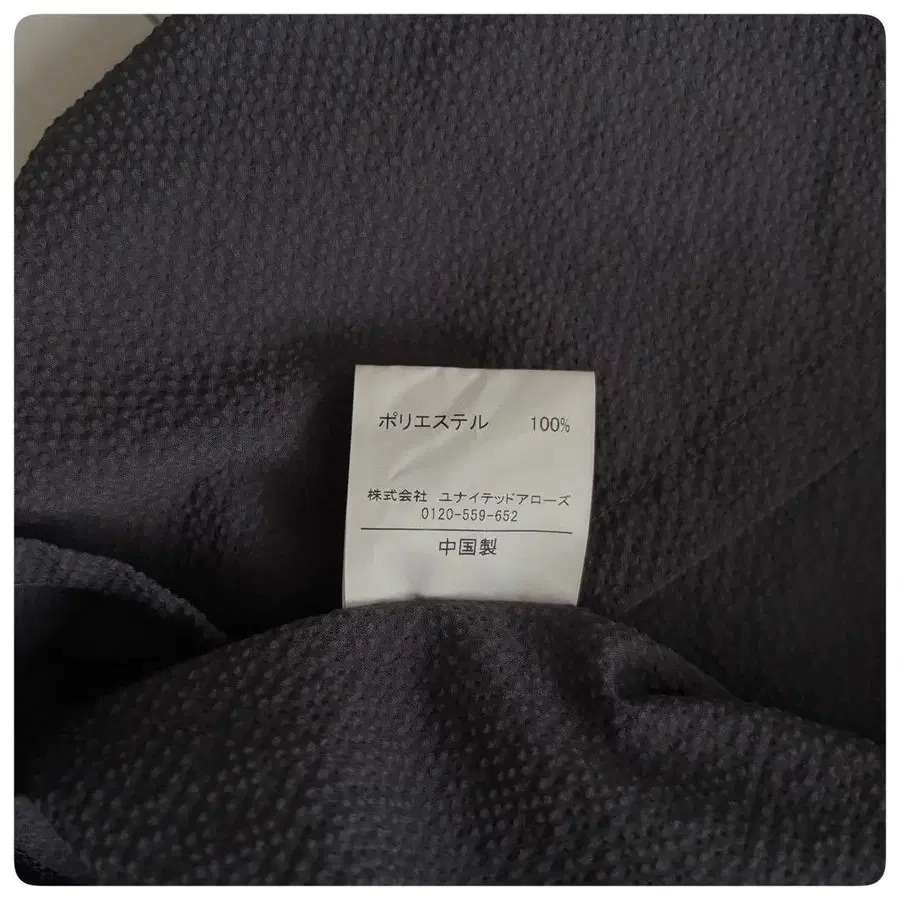 ポリエステル 100%
株式会社 ユナイテッドアローズ
0120-559-652
中国製